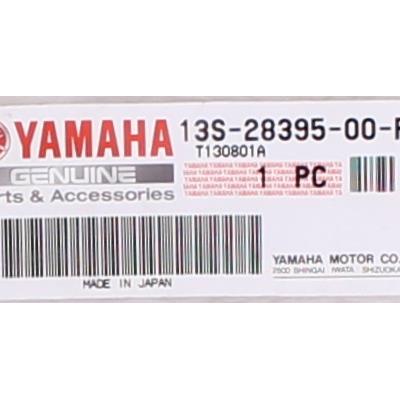 YAMAHA 13S-28395-00-P
T130801A
GENUINE
Parts & Accessories
1 PC
MADE IN JAPAN
YAMAHA MOTOR CO.
2500 SHINGAI IWATA SHIZUOKA